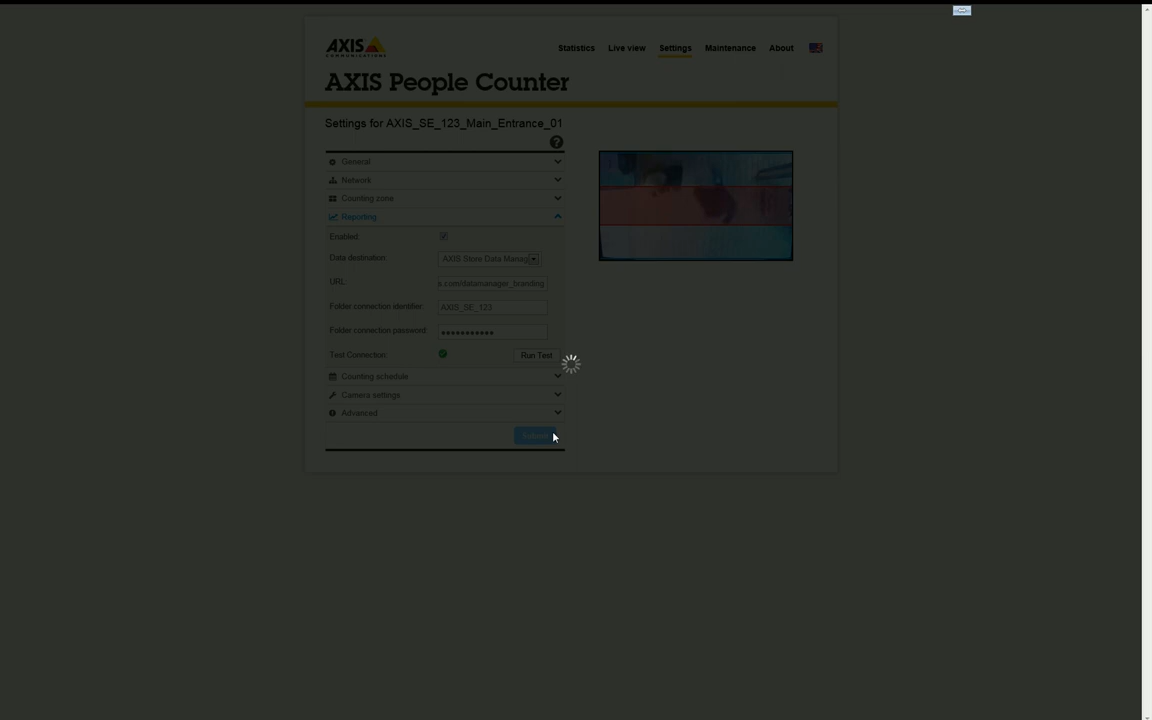 AXIS
COMMUNICATIONS
Statistics Live view Settings Maintenance About
AXIS People Counter
Settings for AXIS_SE_123_Main_Entrance_01
?
General
Network
Counting zone
Reporting
Enabled:
Data destination: AXIS Store Data Manag
URL: s.com/datamanager_branding
Folder connection identifier: AXIS_SE_123
Folder connection password:
Test Connection: Run Test
Counting schedule
Camera settings
Advanced
Submit